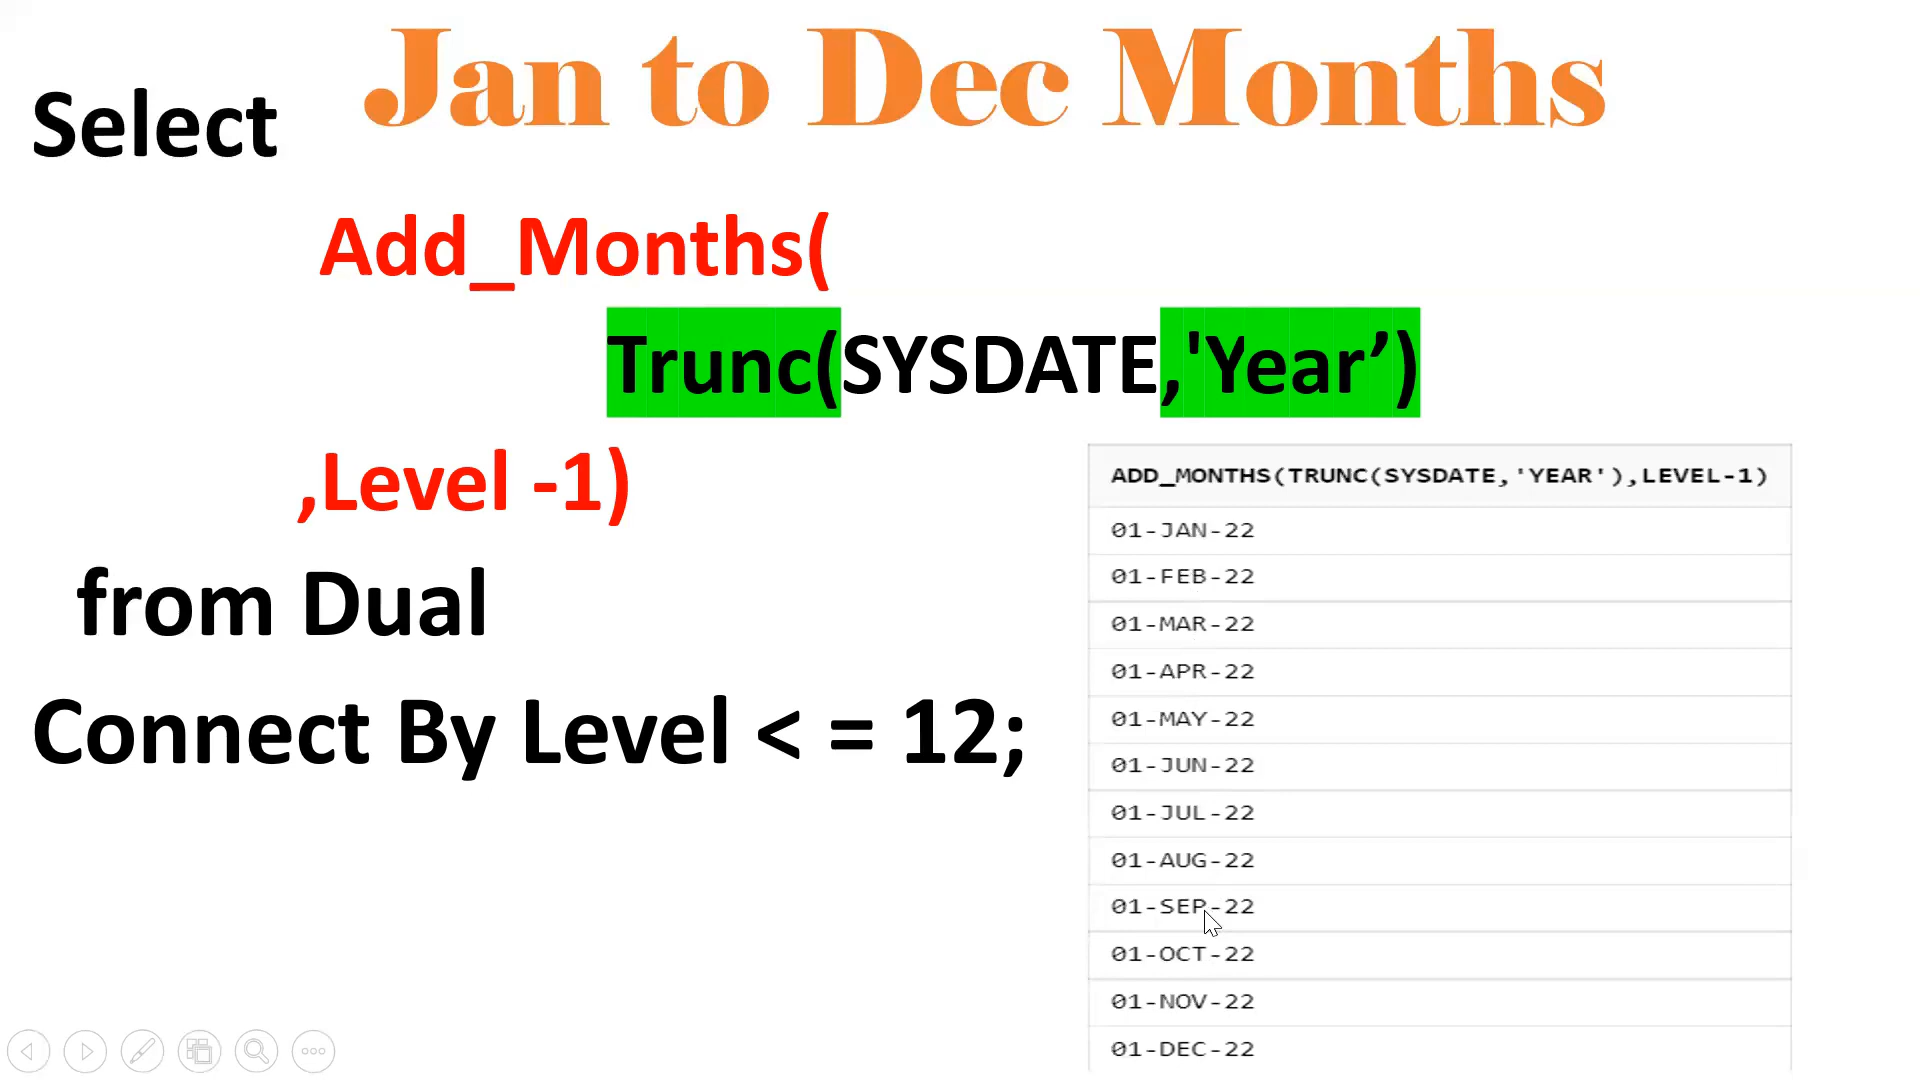 Jan to Dec Months
Select
Add_Months(
Trunc(SYSDATE,'Year’)
,Level -1)
from Dual
Connect By Level < = 12;
ADD_MONTHS(TRUNC(SYSDATE,'YEAR'),LEVEL-1)
01-JAN-22
01-FEB-22
01-MAR-22
01-APR-22
01-MAY-22
01-JUN-22
01-JUL-22
01-AUG-22
01-SEP-22
01-OCT-22
01-NOV-22
01-DEC-22